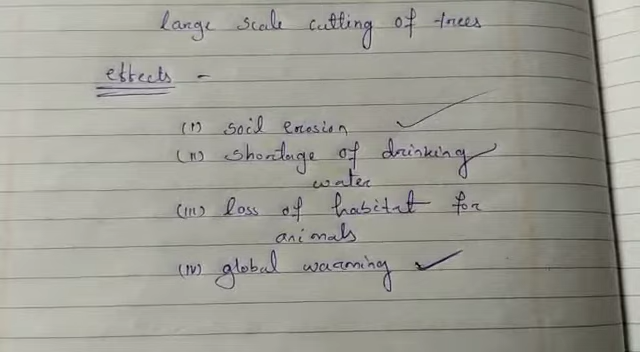 large scale cutting of trees
effects -
(i) soil erosion
(ii) shortage of drinking
water
(iii) loss of habitat for
animals
(iv) global warming